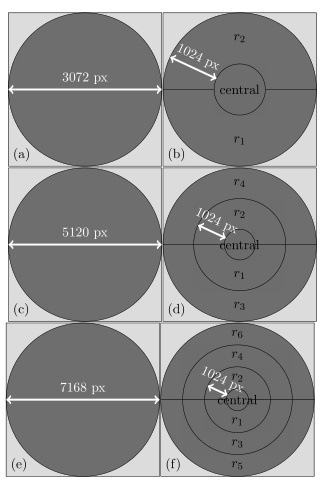 r2
1024 px
3072 px
central
r1
(a)
(b)
r4
r2
1024 px
5120 px
central
r1
r3
(c)
(d)
r6
r4
r2
1024 px
7168 px
central
r1
r3
r5
(e)
(f)